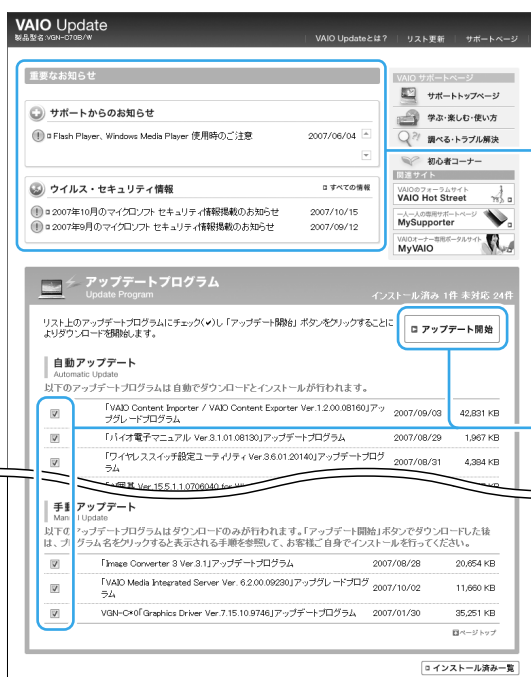 VAIO Update
製品型名:VGN-C70B/W
VAIO Updateとは? リスト更新 サポートページ
重要なお知らせ
サポートからのお知らせ
Flash Player、Windows Media Player 使用時のご注意 2007/06/04
ウイルス・セキュリティ情報 すべての情報
2007年10月のマイクロソフト セキュリティ情報掲載のお知らせ 2007/10/15
2007年9月のマイクロソフト セキュリティ情報掲載のお知らせ 2007/09/12
VAIO サポートページ
サポートトップページ
学ぶ・楽しむ・使い方
調べる・トラブル解決
初心者コーナー
関連サイト
VAIOのフォーラムサイト
VAIO Hot Street
一人一人の専用サポートページ
MySupporter
VAIOオーナー専用ポータルサイト
MyVAIO
アップデートプログラム
Update Program
インストール済み 1件 未対応 24件
リスト上のアップデートプログラムにチェック(✓)し「アップデート開始」ボタンをクリックすることに
よりダウンロードを開始します。
アップデート開始
自動アップデート
Automatic Update
以下のアップデートプログラムは自動でダウンロードとインストールが行われます。
「VAIO Content Importer / VAIO Content Exporter Ver.1.2.00.08160」アッ
プグレードプログラム 2007/09/03 42,831 KB
「バイオ電子マニュアル Ver.3.1.01.08130」アップデートプログラム 2007/08/29 1,967 KB
「ワイヤレススイッチ設定ユーティリティ Ver.3.6.01.20140」アップデートプログ
ラム 2007/08/31 4,384 KB
Ver.15.5.1.1.0706040 for
手動アップデート
Manual Update
以下のアップデートプログラムはダウンロードのみが行われます。「アップデート開始」ボタンでダウンロードした後
は、プログラム名をクリックすると表示される手順を参照して、お客様ご自身でインストールを行ってください。
「Image Converter 3 Ver.3.1」アップデートプログラム 2007/08/28 20,654 KB
「VAIO Media Integrated Server Ver. 6.2.00.09230」アップグレードプログ
ラム 2007/10/02 11,660 KB
VGN-C*0「Graphics Driver Ver.7.15.10.9746」アップデートプログラム 2007/01/30 35,251 KB
ページトップ
インストール済み一覧